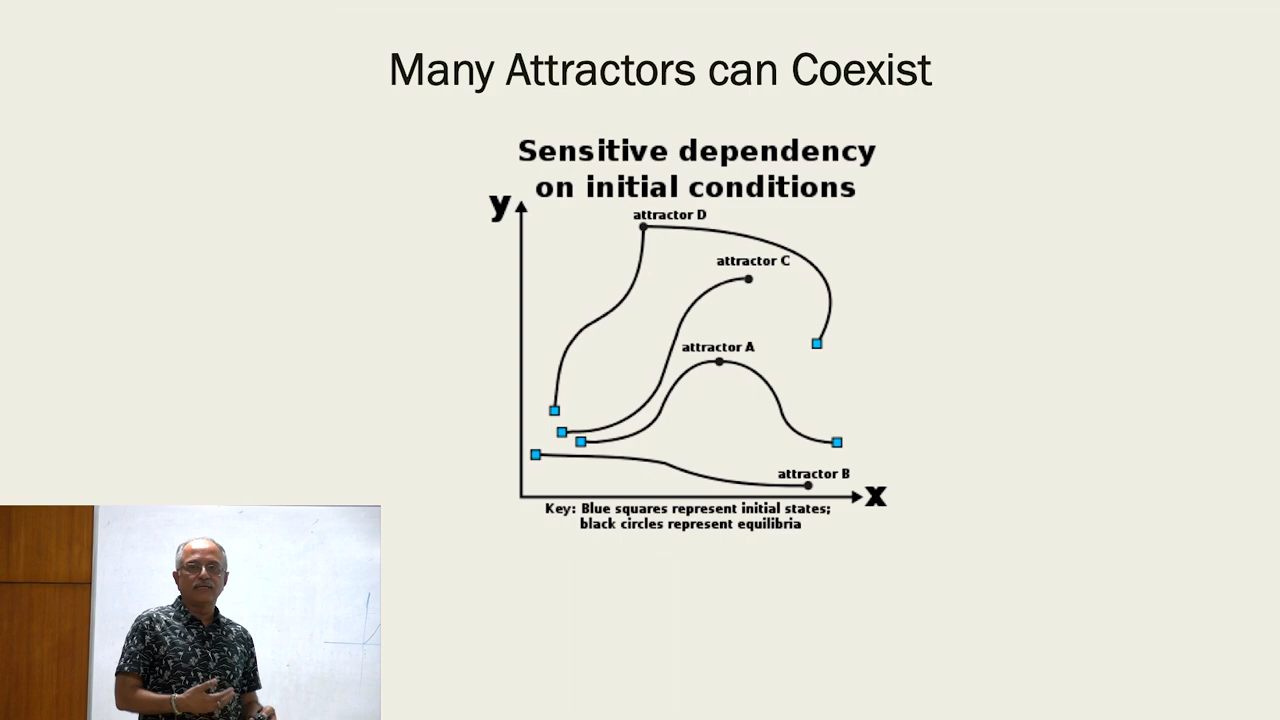 Many Attractors can Coexist
Sensitive dependency
on initial conditions
y
attractor D
attractor C
attractor A
attractor B
x
Key: Blue squares represent initial states;
black circles represent equilibria